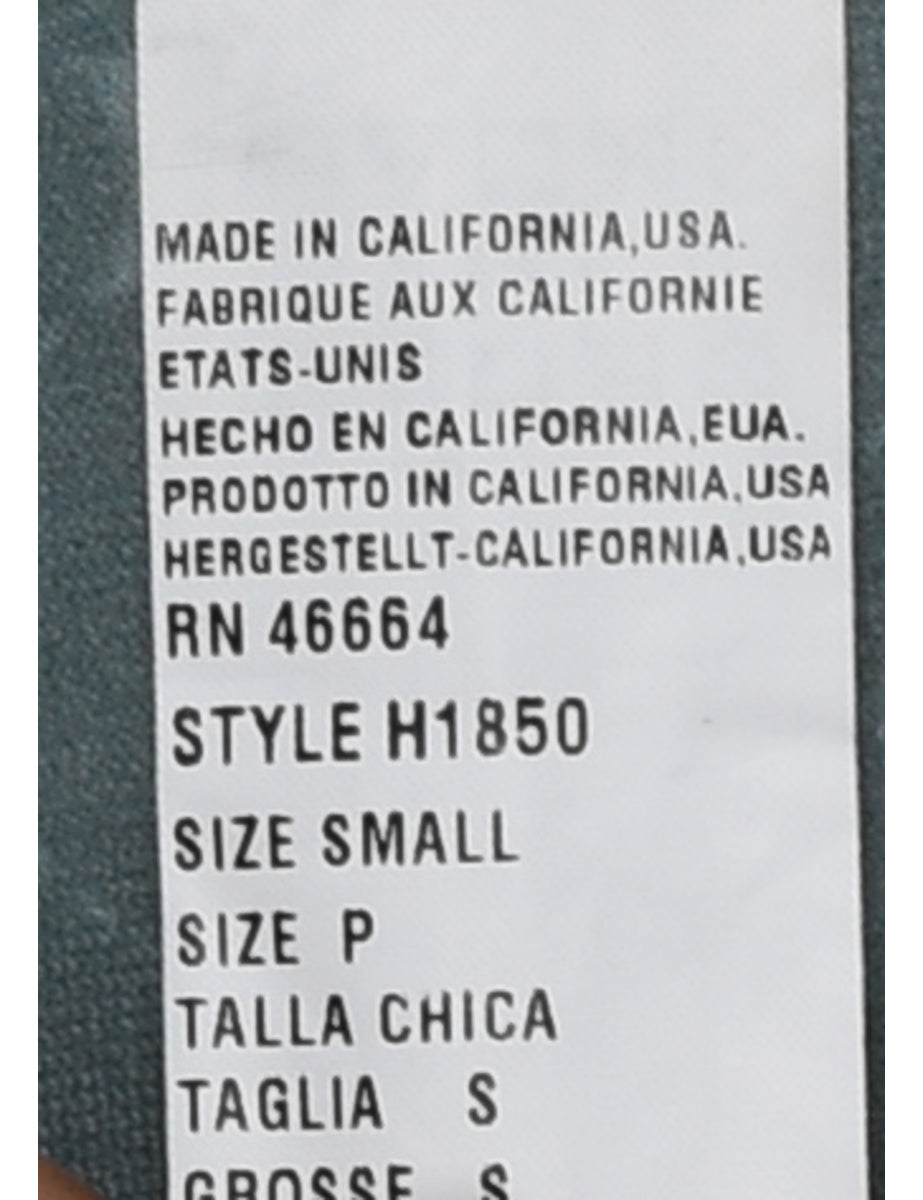 MADE IN CALIFORNIA,USA.
FABRIQUE AUX CALIFORNIE
ETATS-UNIS
HECHO EN CALIFORNIA,EUA.
PRODOTTO IN CALIFORNIA,USA
HERGESTELLT-CALIFORNIA,USA
RN 46664
STYLE H1850
SIZE SMALL
SIZE P
TALLA CHICA
TAGLIA S
GROSSE S